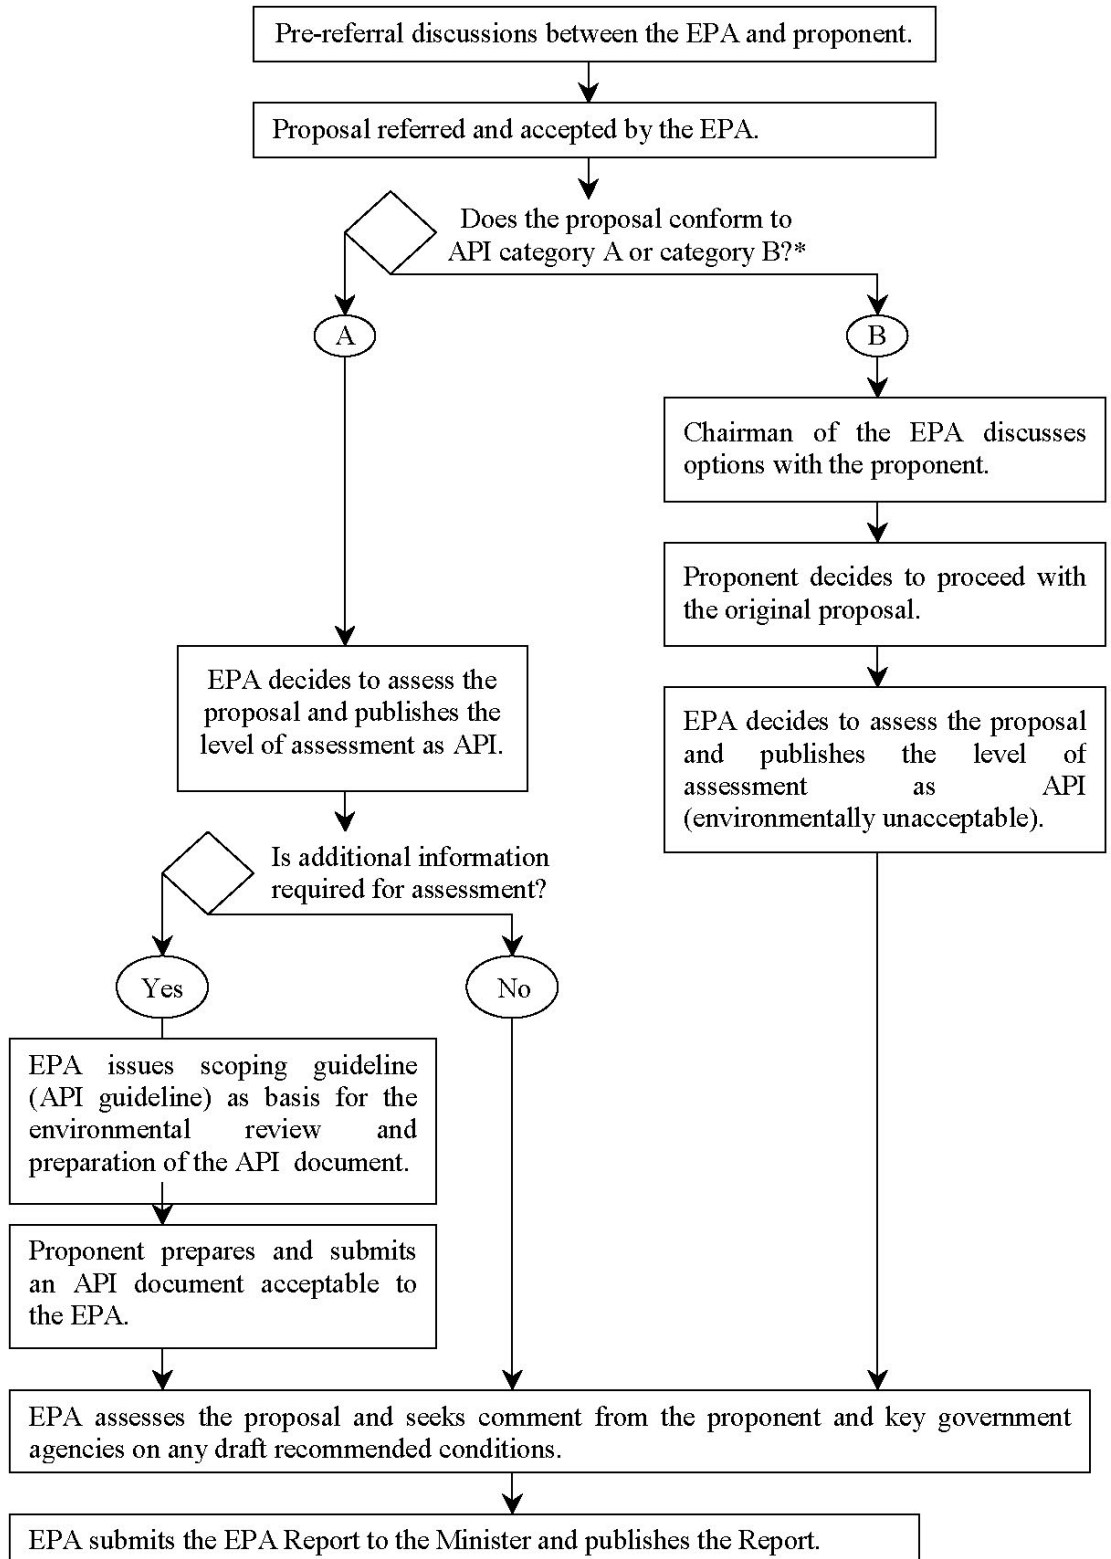 Pre-referral discussions between the EPA and proponent.
Proposal referred and accepted by the EPA.
Does the proposal conform to
API category A or category B?*
A
B
Chairman of the EPA discusses
options with the proponent.
Proponent decides to proceed with
the original proposal.
EPA decides to assess the
proposal and publishes the
level of assessment as API.
EPA decides to assess the proposal
and publishes the level of
assessment as API
(environmentally unacceptable).
Is additional information
required for assessment?
Yes
No
EPA issues scoping guideline
(API guideline) as basis for the
environmental review and
preparation of the API document.
Proponent prepares and submits
an API document acceptable to
the EPA.
EPA assesses the proposal and seeks comment from the proponent and key government
agencies on any draft recommended conditions.
EPA submits the EPA Report to the Minister and publishes the Report.